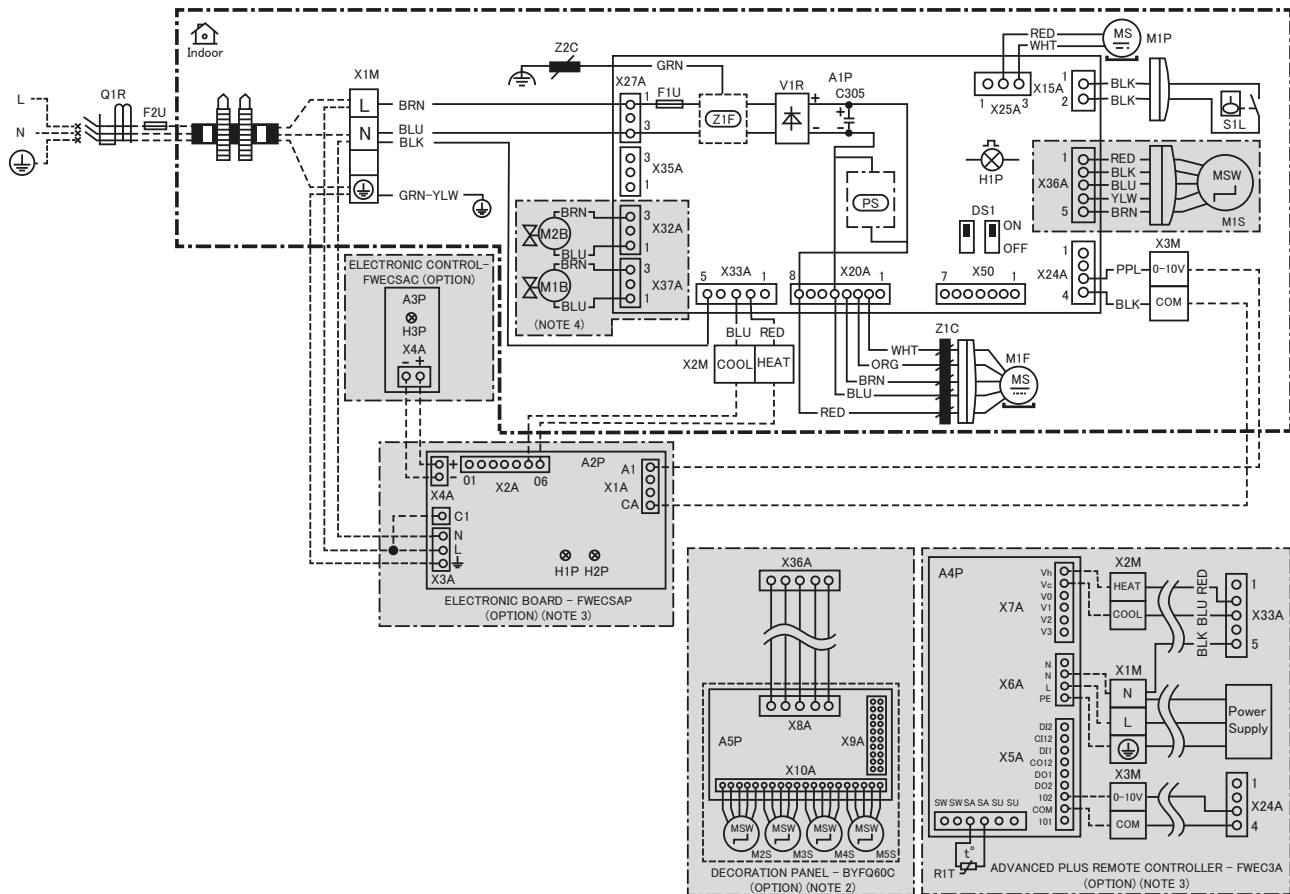 Indoor
L
N
Q1R
F2U
X1M
L
N
BRN
BLU
BLK
GRN-YLW
Z2C
GRN
X27A
1
3
F1U
Z1F
V1R
+
-
A1P
C305
+
-
PS
X35A
3
1
X32A
3
1
X37A
3
1
M2B
BRN
BLU
M1B
BRN
BLU
(NOTE 4)
RED
WHT
MS
M1P
1
X25A
3
X15A
1
2
BLK
BLK
S1L
H1P
X36A
1
5
RED
BLK
BLU
YLW
BRN
MSW
M1S
DS1
ON
OFF
X24A
1
4
PPL
BLK
X3M
0-10V
COM
5
X33A
1
8
X20A
1
7
X50
1
BLU
RED
X2M
COOL
HEAT
WHT
ORG
BRN
BLU
RED
Z1C
M1F
MS
ELECTRONIC CONTROL-
FWECSAC (OPTION)
A3P
H3P
X4A
- +
X4A
+
-
01
X2A
06
A2P
A1
X1A
CA
C1
N
L
X3A
H1P
H2P
ELECTRONIC BOARD - FWECSAP
(OPTION) (NOTE 3)
X36A
X8A
A5P
X9A
X10A
MSW
MSW
MSW
MSW
M2S
M3S
M4S
M5S
DECORATION PANEL - BYFQ60C
(OPTION) (NOTE 2)
A4P
X7A
Vh
Vc
V0
V1
V2
V3
X2M
HEAT
COOL
RED
BLU
BLK
1
X33A
5
X6A
N
N
L
PE
X1M
N
L
Power
Supply
X5A
DI2
CI12
DI1
CO12
DO1
DO2
102
COM
101
X3M
0-10V
COM
1
X24A
4
SW SW SA SA SU SU
t°
R1T
ADVANCED PLUS REMOTE CONTROLLER - FWEC3A
(OPTION) (NOTE 3)